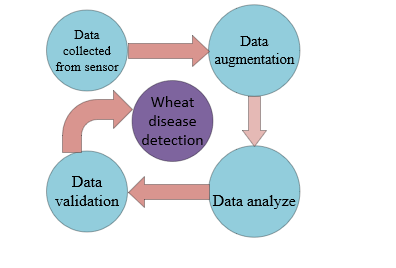 Data
collected
from sensor
Data
augmentation
Wheat
disease
detection
Data
validation
Data analyze